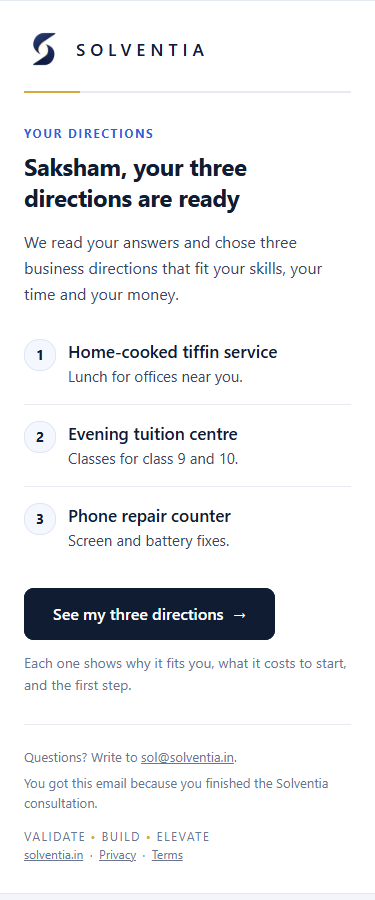 SOLVENTIA
YOUR DIRECTIONS
Saksham, your three
directions are ready
We read your answers and chose three
business directions that fit your skills, your
time and your money.
1 Home-cooked tiffin service
Lunch for offices near you.
2 Evening tuition centre
Classes for class 9 and 10.
3 Phone repair counter
Screen and battery fixes.
See my three directions →
Each one shows why it fits you, what it costs to start,
and the first step.
Questions? Write to sol@solventia.in.
You got this email because you finished the Solventia
consultation.
VALIDATE • BUILD • ELEVATE
solventia.in · Privacy · Terms